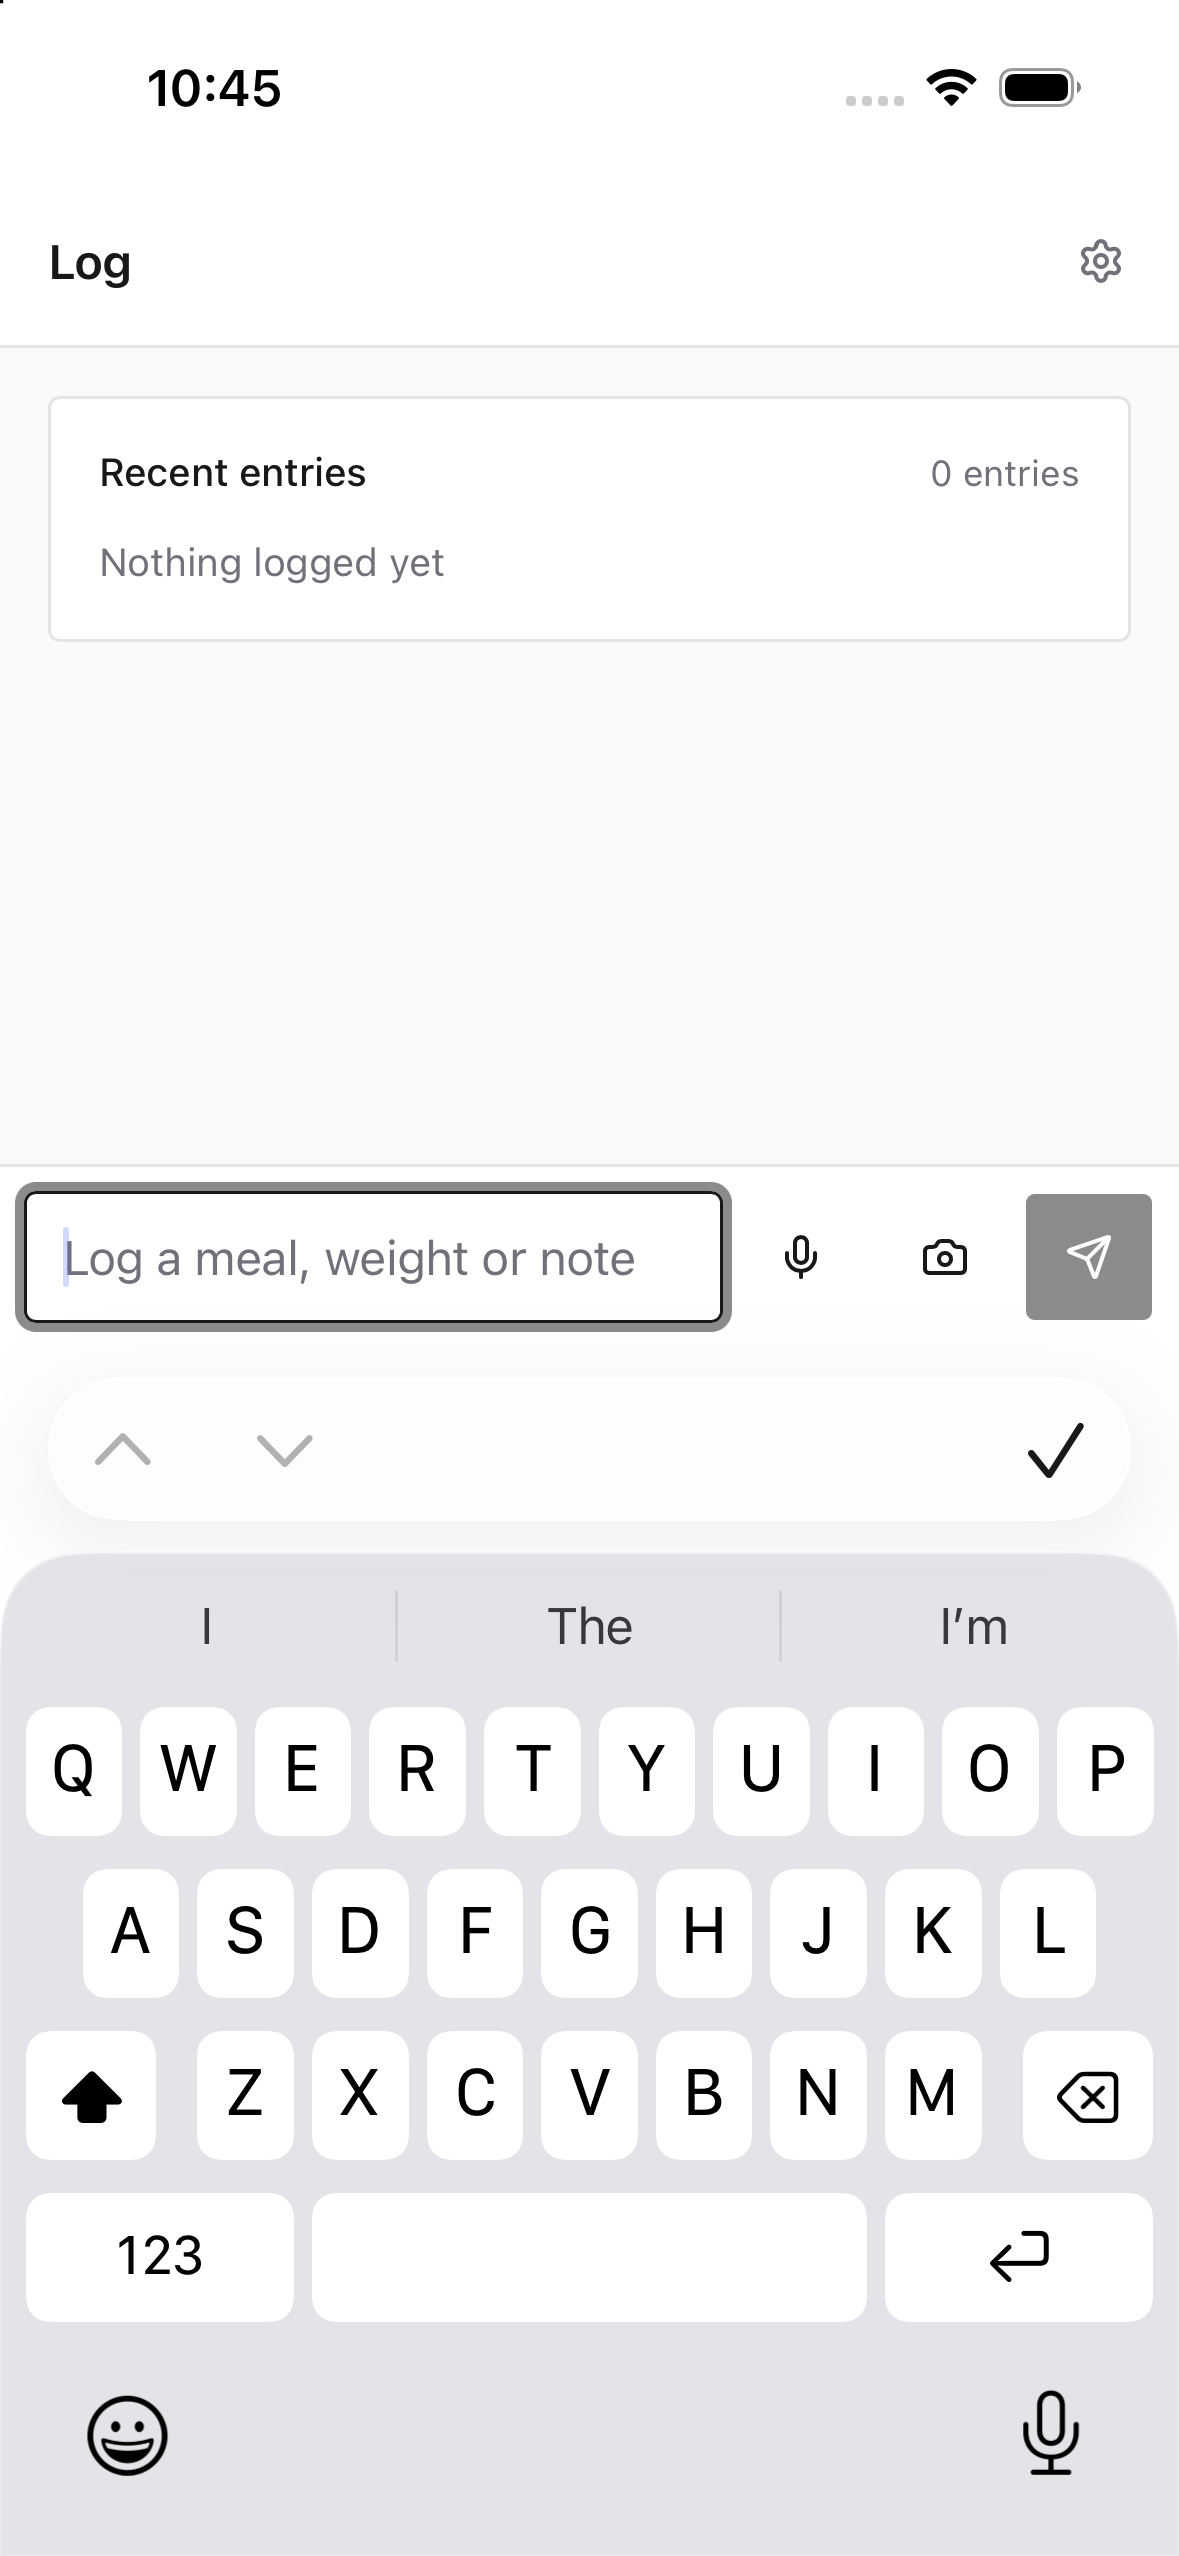 10:45
Log
Recent entries
0 entries
Nothing logged yet
Log a meal, weight or note
I
The
I’m
Q W E R T Y U I O P
A S D F G H J K L
Z X C V B N M
123